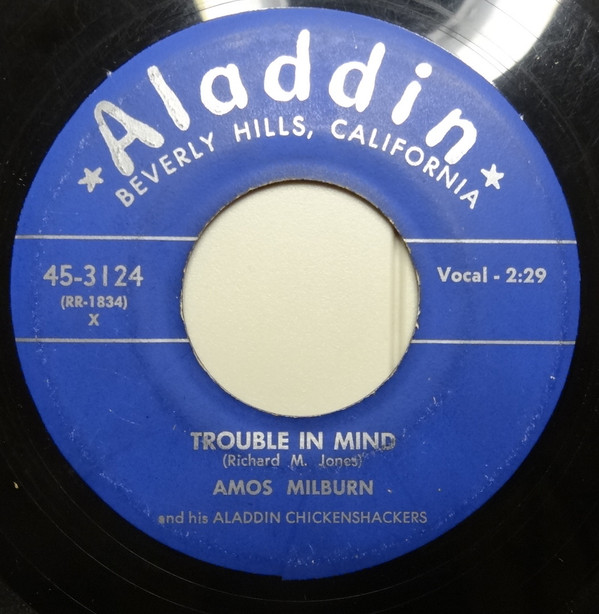 Aladdin
BEVERLY HILLS, CALIFORNIA
45-3124
(RR-1834)
X
Vocal - 2:29
TROUBLE IN MIND
(Richard M. Jones)
AMOS MILBURN
and his ALADDIN CHICKENSHACKERS